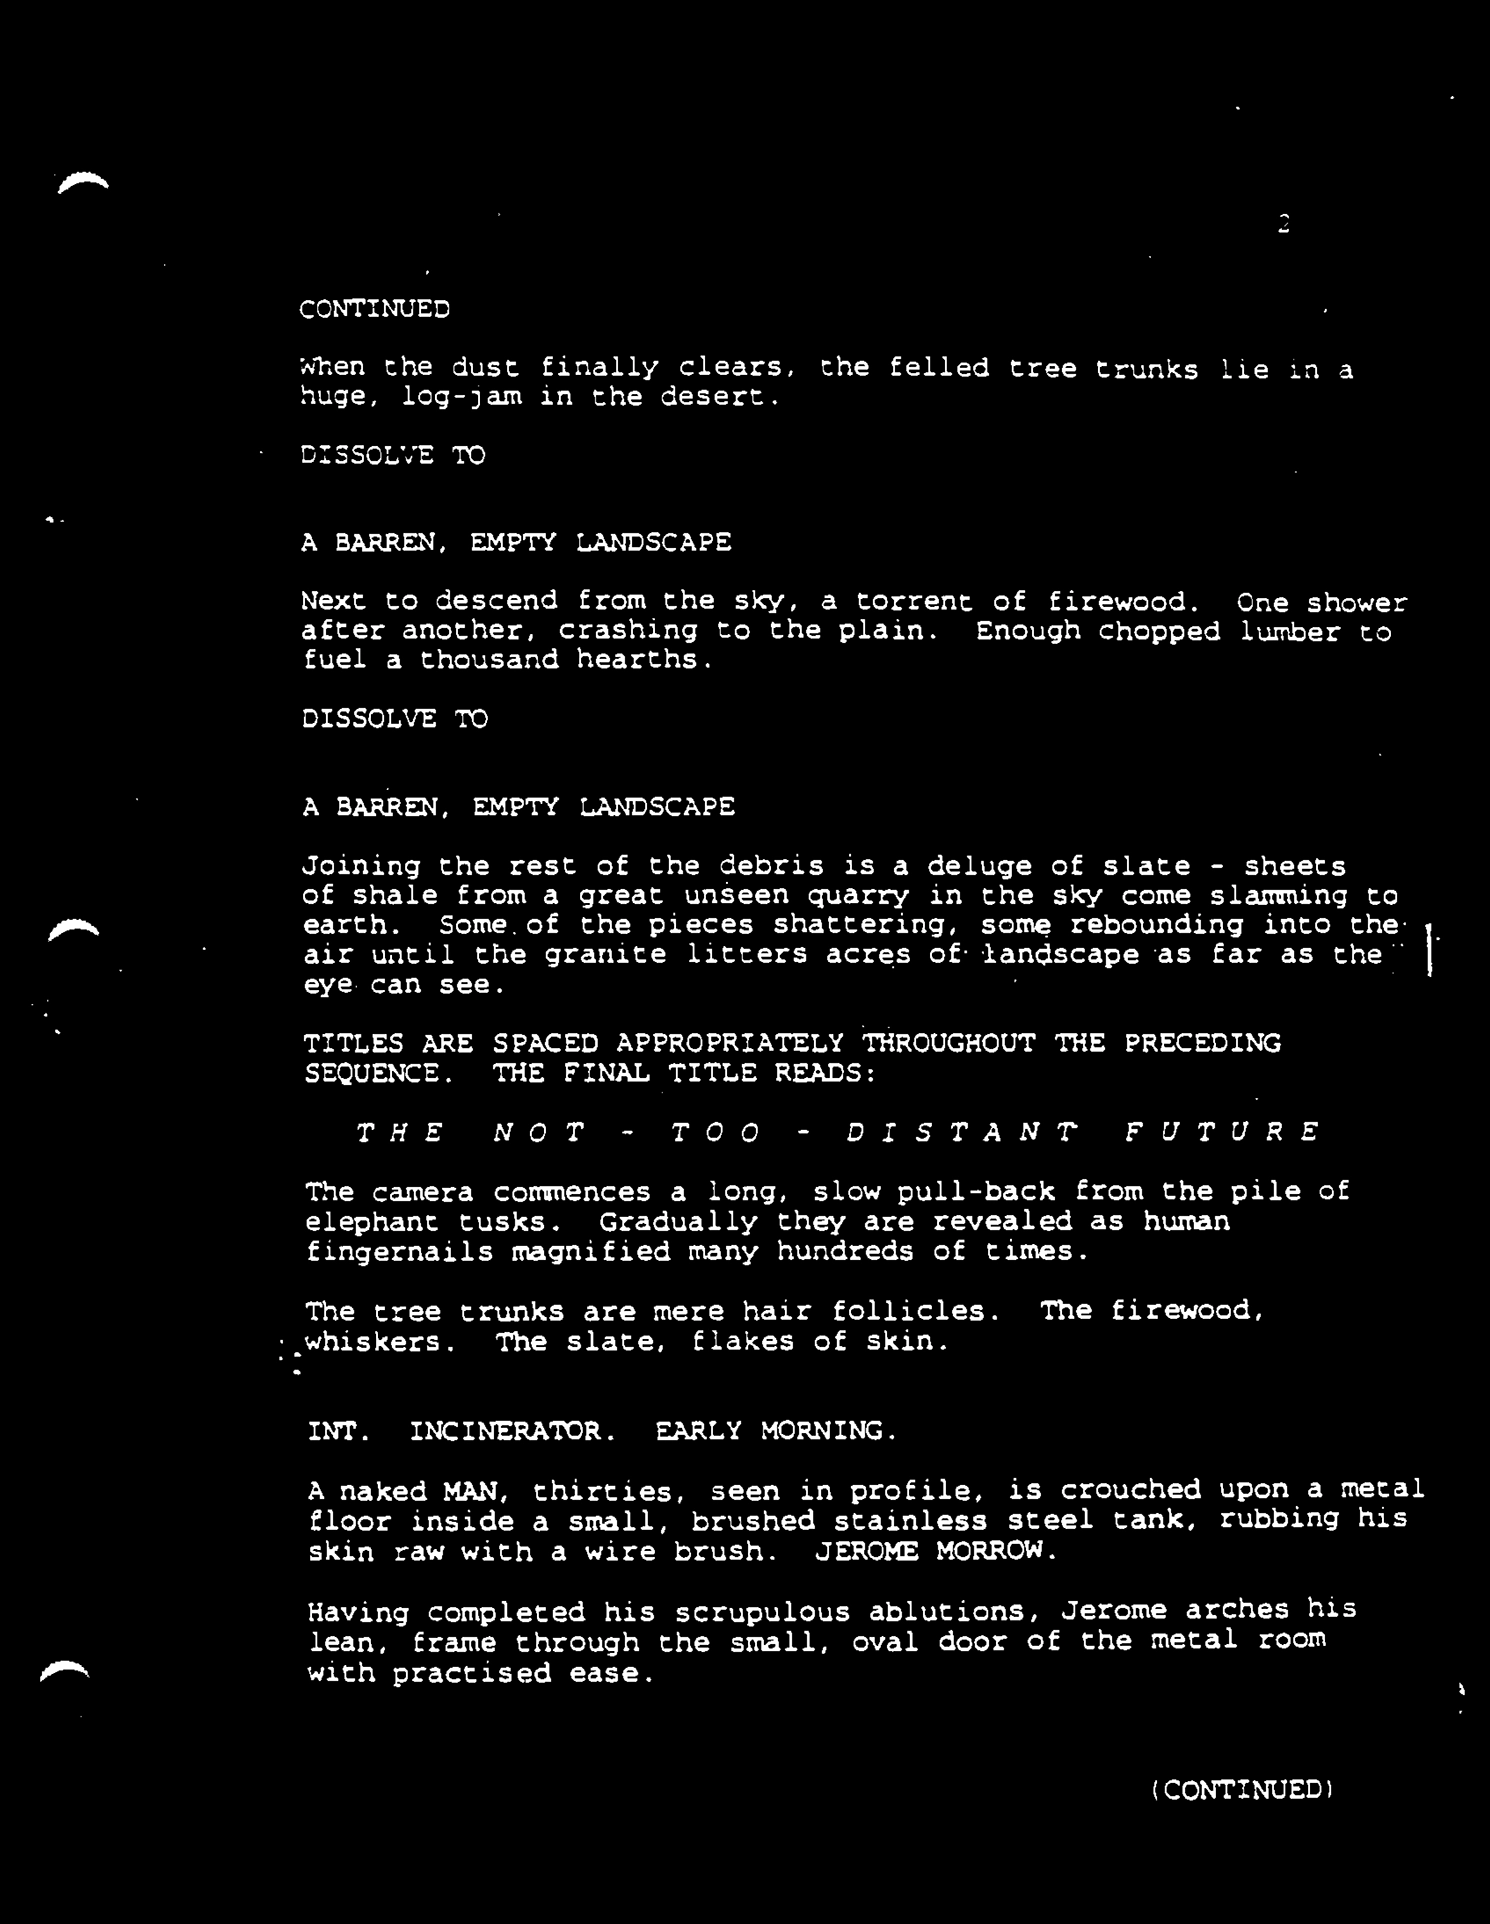 2
CONTINUED
When the dust finally clears, the felled tree trunks lie in a
huge, log-jam in the desert.
DISSOLVE TO
A BARREN, EMPTY LANDSCAPE
Next to descend from the sky, a torrent of firewood. One shower
after another, crashing to the plain. Enough chopped lumber to
fuel a thousand hearths.
DISSOLVE TO
A BARREN, EMPTY LANDSCAPE
Joining the rest of the debris is a deluge of slate - sheets
of shale from a great unseen quarry in the sky come slamming to
earth. Some of the pieces shattering, some rebounding into the
air until the granite litters acres of landscape as far as the
eye can see.
TITLES ARE SPACED APPROPRIATELY THROUGHOUT THE PRECEDING
SEQUENCE. THE FINAL TITLE READS:
T H E N O T - T O O - D I S T A N T F U T U R E
The camera commences a long, slow pull-back from the pile of
elephant tusks. Gradually they are revealed as human
fingernails magnified many hundreds of times.
The tree trunks are mere hair follicles. The firewood,
whiskers. The slate, flakes of skin.
INT. INCINERATOR. EARLY MORNING.
A naked MAN, thirties, seen in profile, is crouched upon a metal
floor inside a small, brushed stainless steel tank, rubbing his
skin raw with a wire brush. JEROME MORROW.
Having completed his scrupulous ablutions, Jerome arches his
lean, frame through the small, oval door of the metal room
with practised ease.
(CONTINUED)